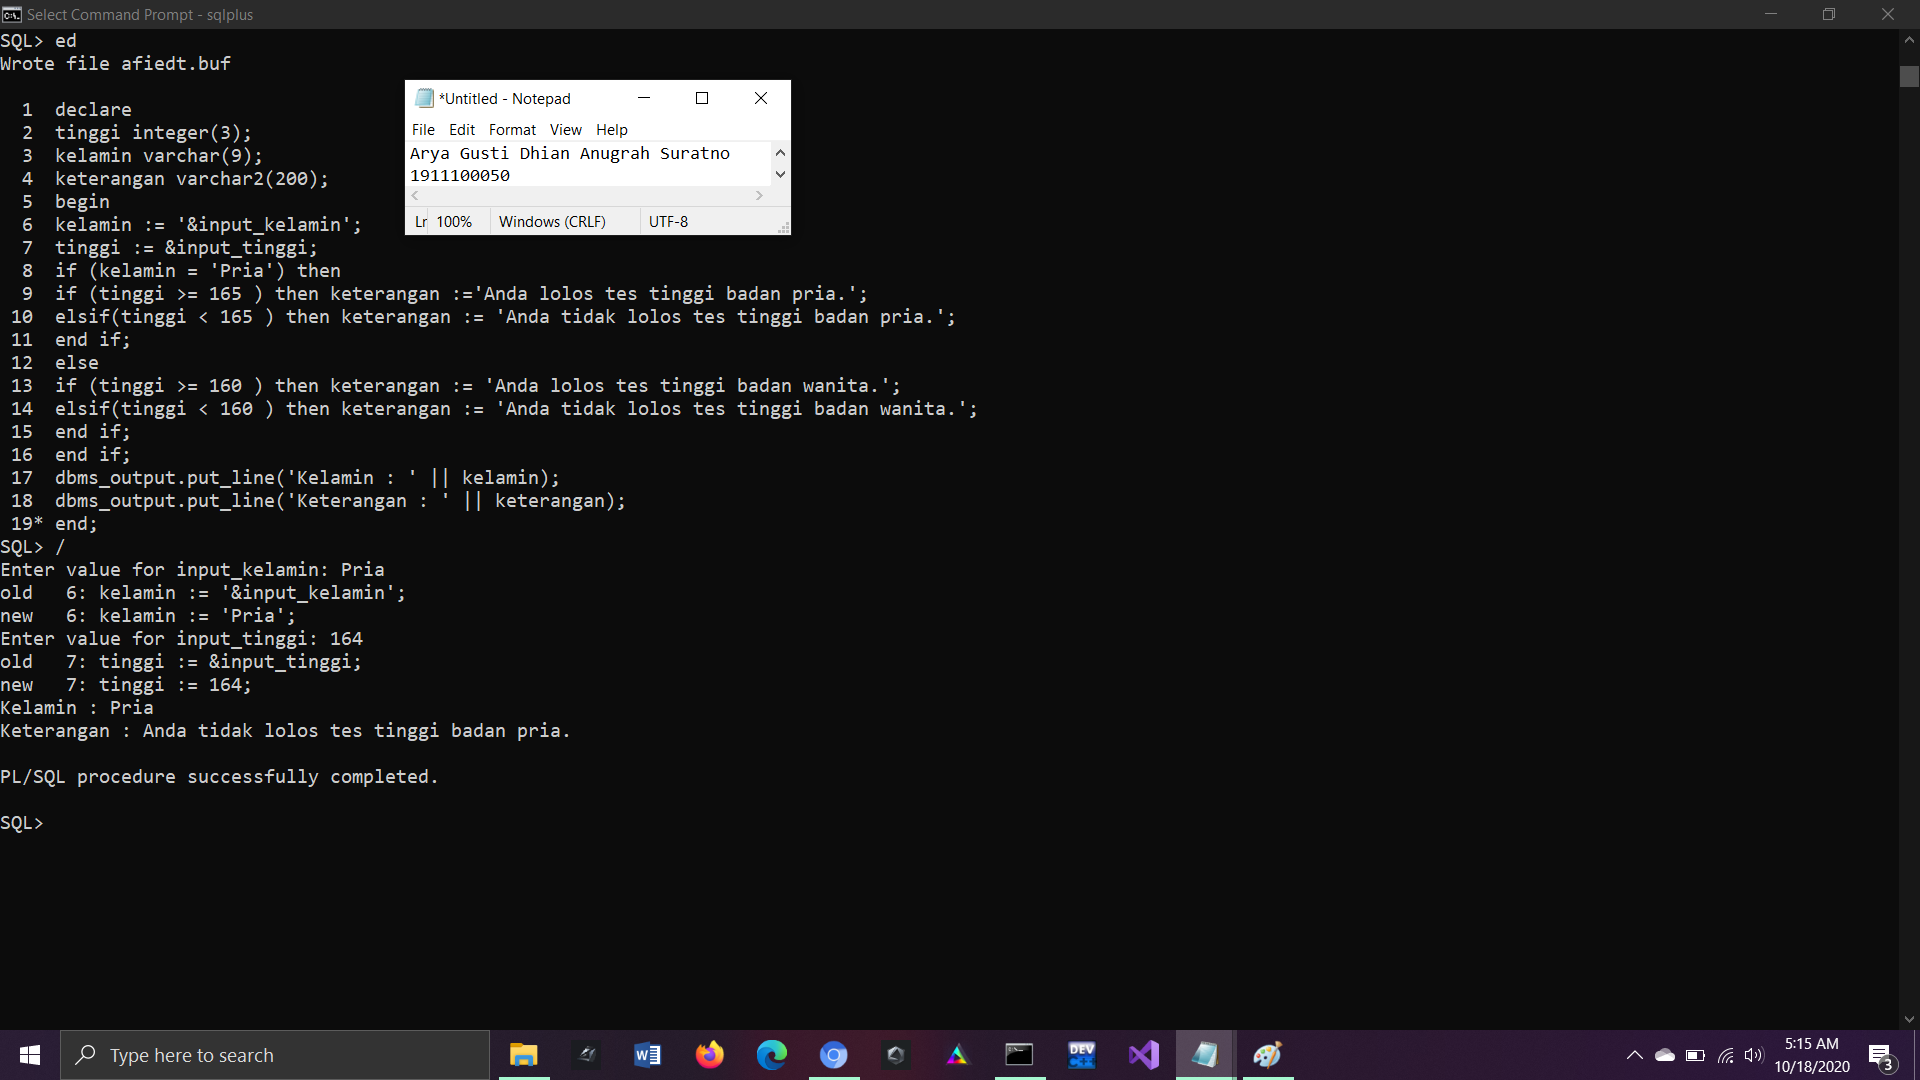 Select Command Prompt - sqlplus
SQL> ed
Wrote file afiedt.buf
1  declare
2  tinggi integer(3);
3  kelamin varchar(9);
4  keterangan varchar2(200);
5  begin
6  kelamin := '&input_kelamin';
7  tinggi := &input_tinggi;
8  if (kelamin = 'Pria') then
9  if (tinggi >= 165 ) then keterangan :='Anda lolos tes tinggi badan pria.';
10  elsif(tinggi < 165 ) then keterangan := 'Anda tidak lolos tes tinggi badan pria.';
11  end if;
12  else
13  if (tinggi >= 160 ) then keterangan := 'Anda lolos tes tinggi badan wanita.';
14  elsif(tinggi < 160 ) then keterangan := 'Anda tidak lolos tes tinggi badan wanita.';
15  end if;
16  end if;
17  dbms_output.put_line('Kelamin : ' || kelamin);
18  dbms_output.put_line('Keterangan : ' || keterangan);
19* end;
SQL> /
Enter value for input_kelamin: Pria
old   6: kelamin := '&input_kelamin';
new   6: kelamin := 'Pria';
Enter value for input_tinggi: 164
old   7: tinggi := &input_tinggi;
new   7: tinggi := 164;
Kelamin : Pria
Keterangan : Anda tidak lolos tes tinggi badan pria.
PL/SQL procedure successfully completed.
SQL>
*Untitled - Notepad
File Edit Format View Help
Arya Gusti Dhian Anugrah Suratno
1911100050
Ln 100% Windows (CRLF) UTF-8
Type here to search
DEV
5:15 AM
10/18/2020
3